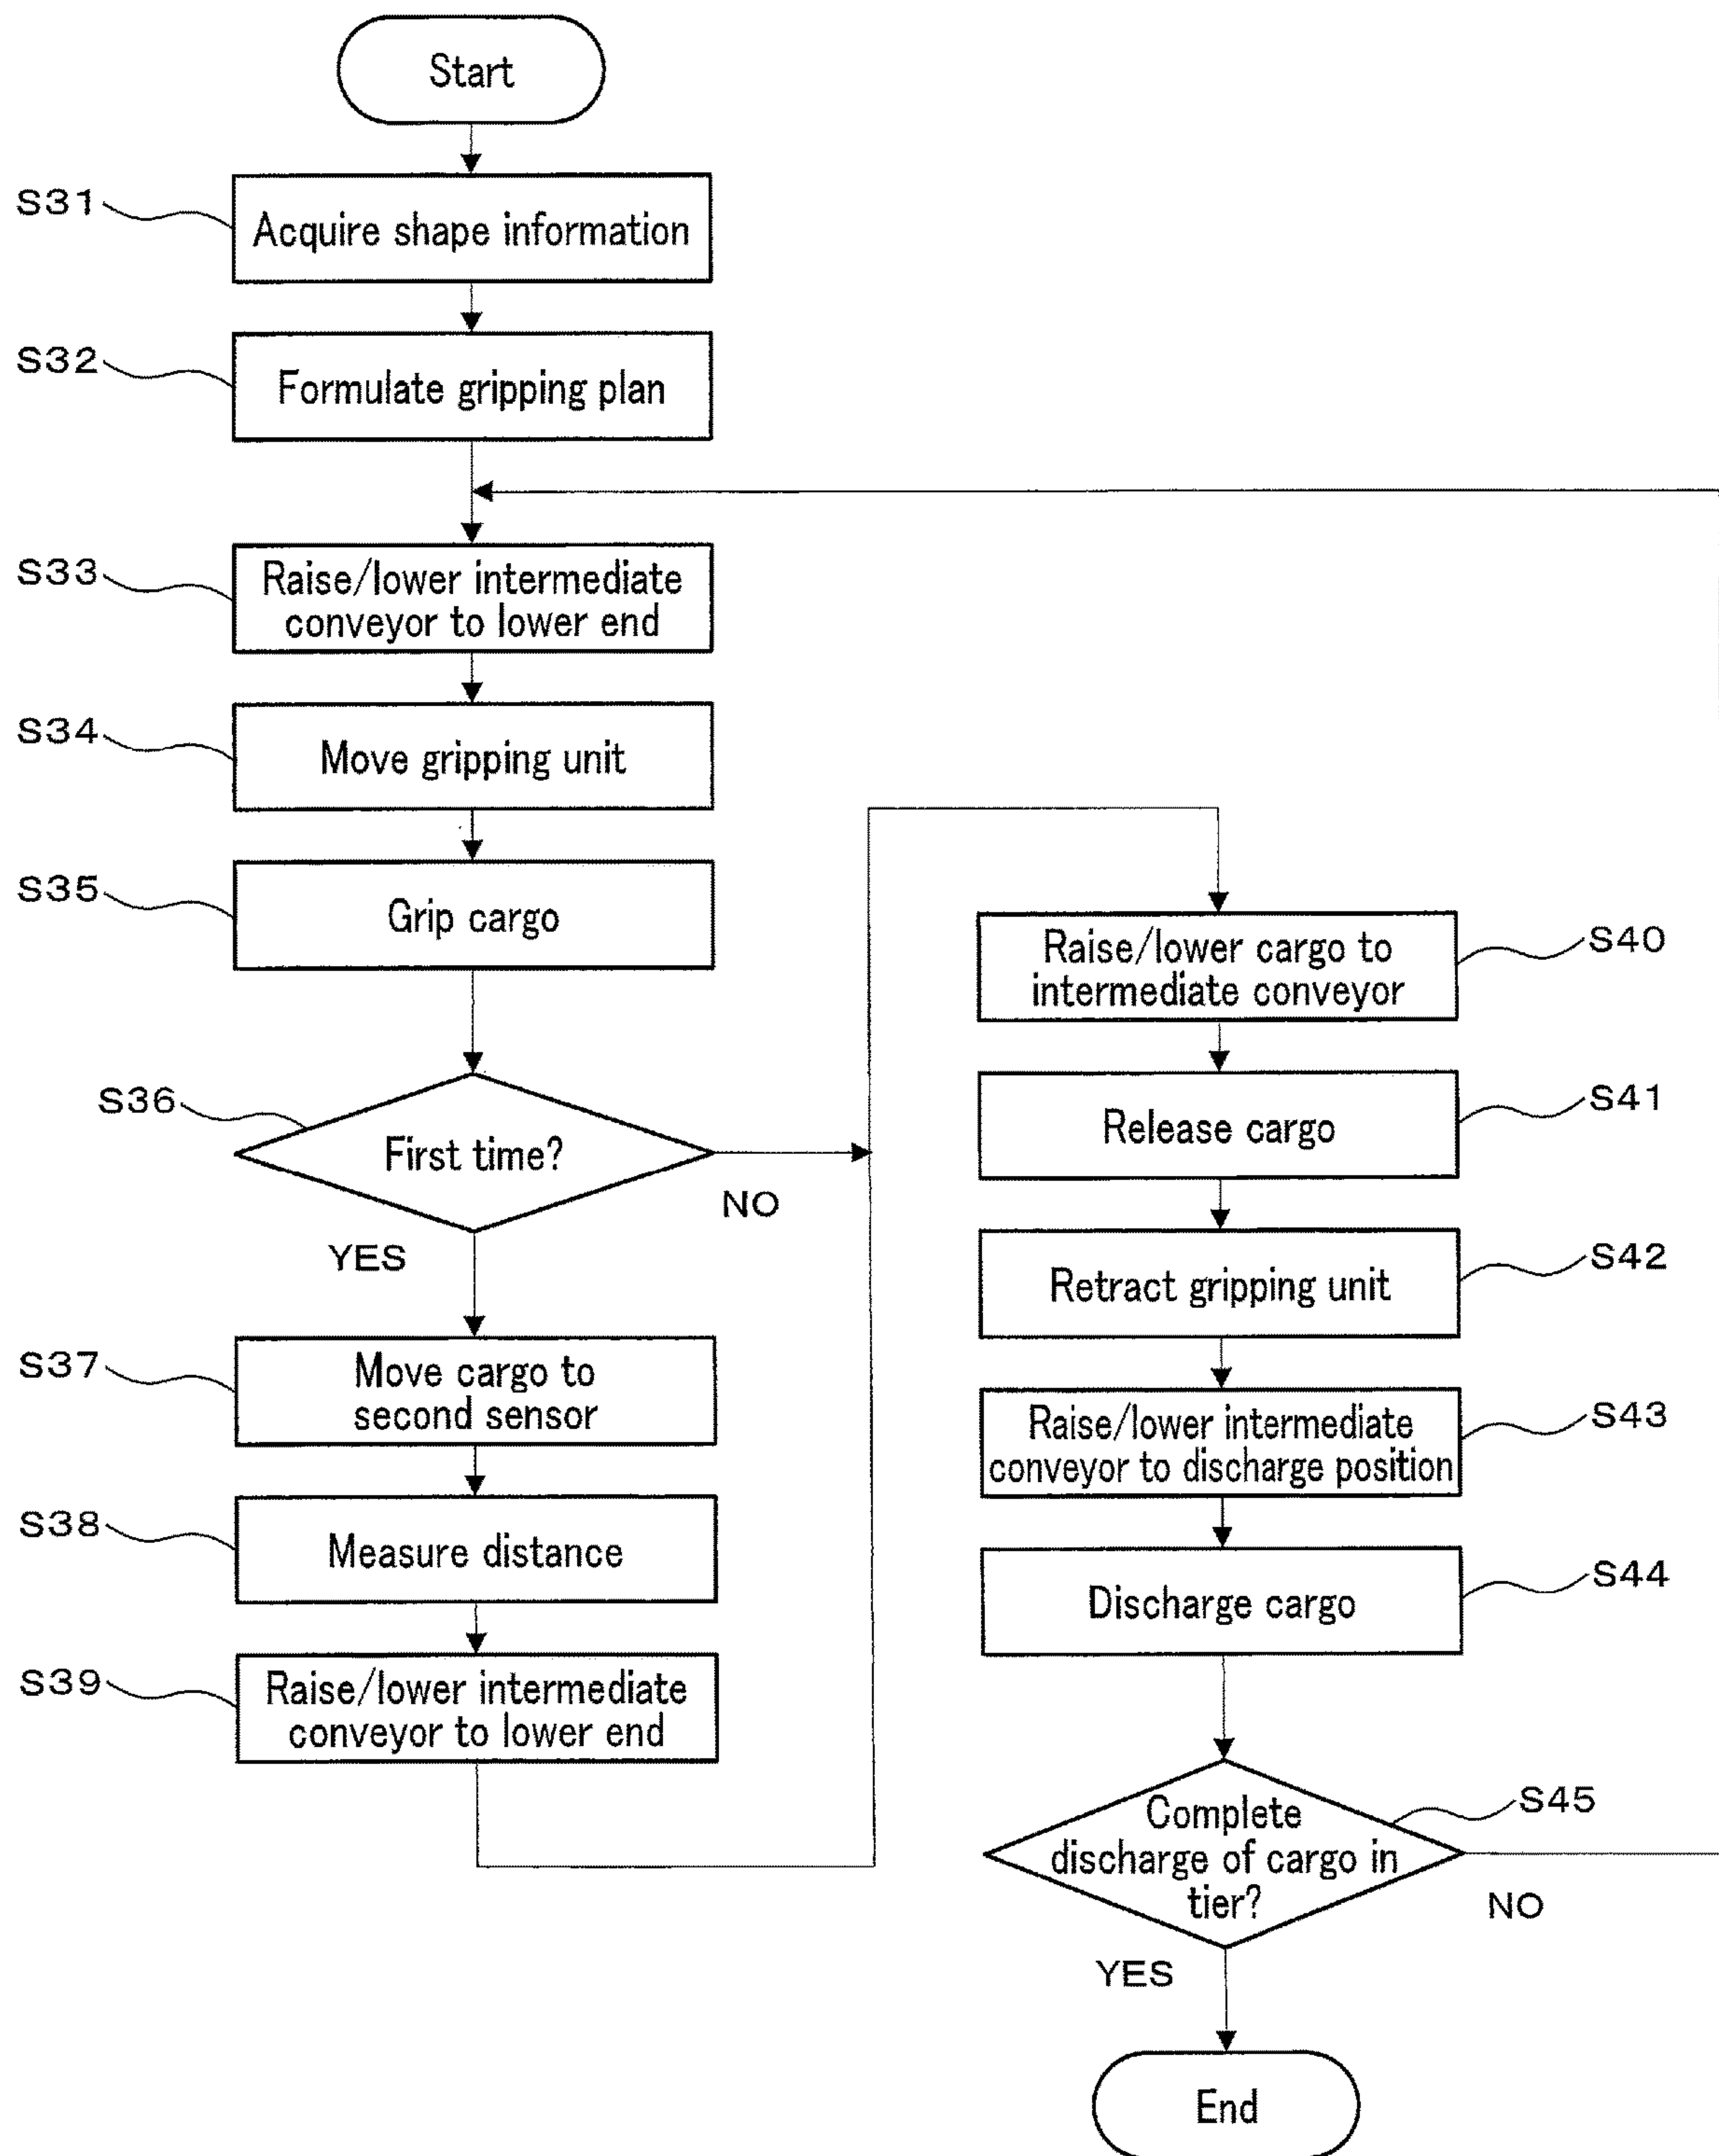 Start
S31
Acquire shape information
S32
Formulate gripping plan
S33
Raise/lower intermediate
conveyor to lower end
S34
Move gripping unit
S35
Grip cargo
S36
First time?
NO
YES
S37
Move cargo to
second sensor
S38
Measure distance
S39
Raise/lower intermediate
conveyor to lower end
S40
Raise/lower cargo to
intermediate conveyor
S41
Release cargo
S42
Retract gripping unit
S43
Raise/lower intermediate
conveyor to discharge position
S44
Discharge cargo
S45
Complete
discharge of cargo in
tier?
NO
YES
End